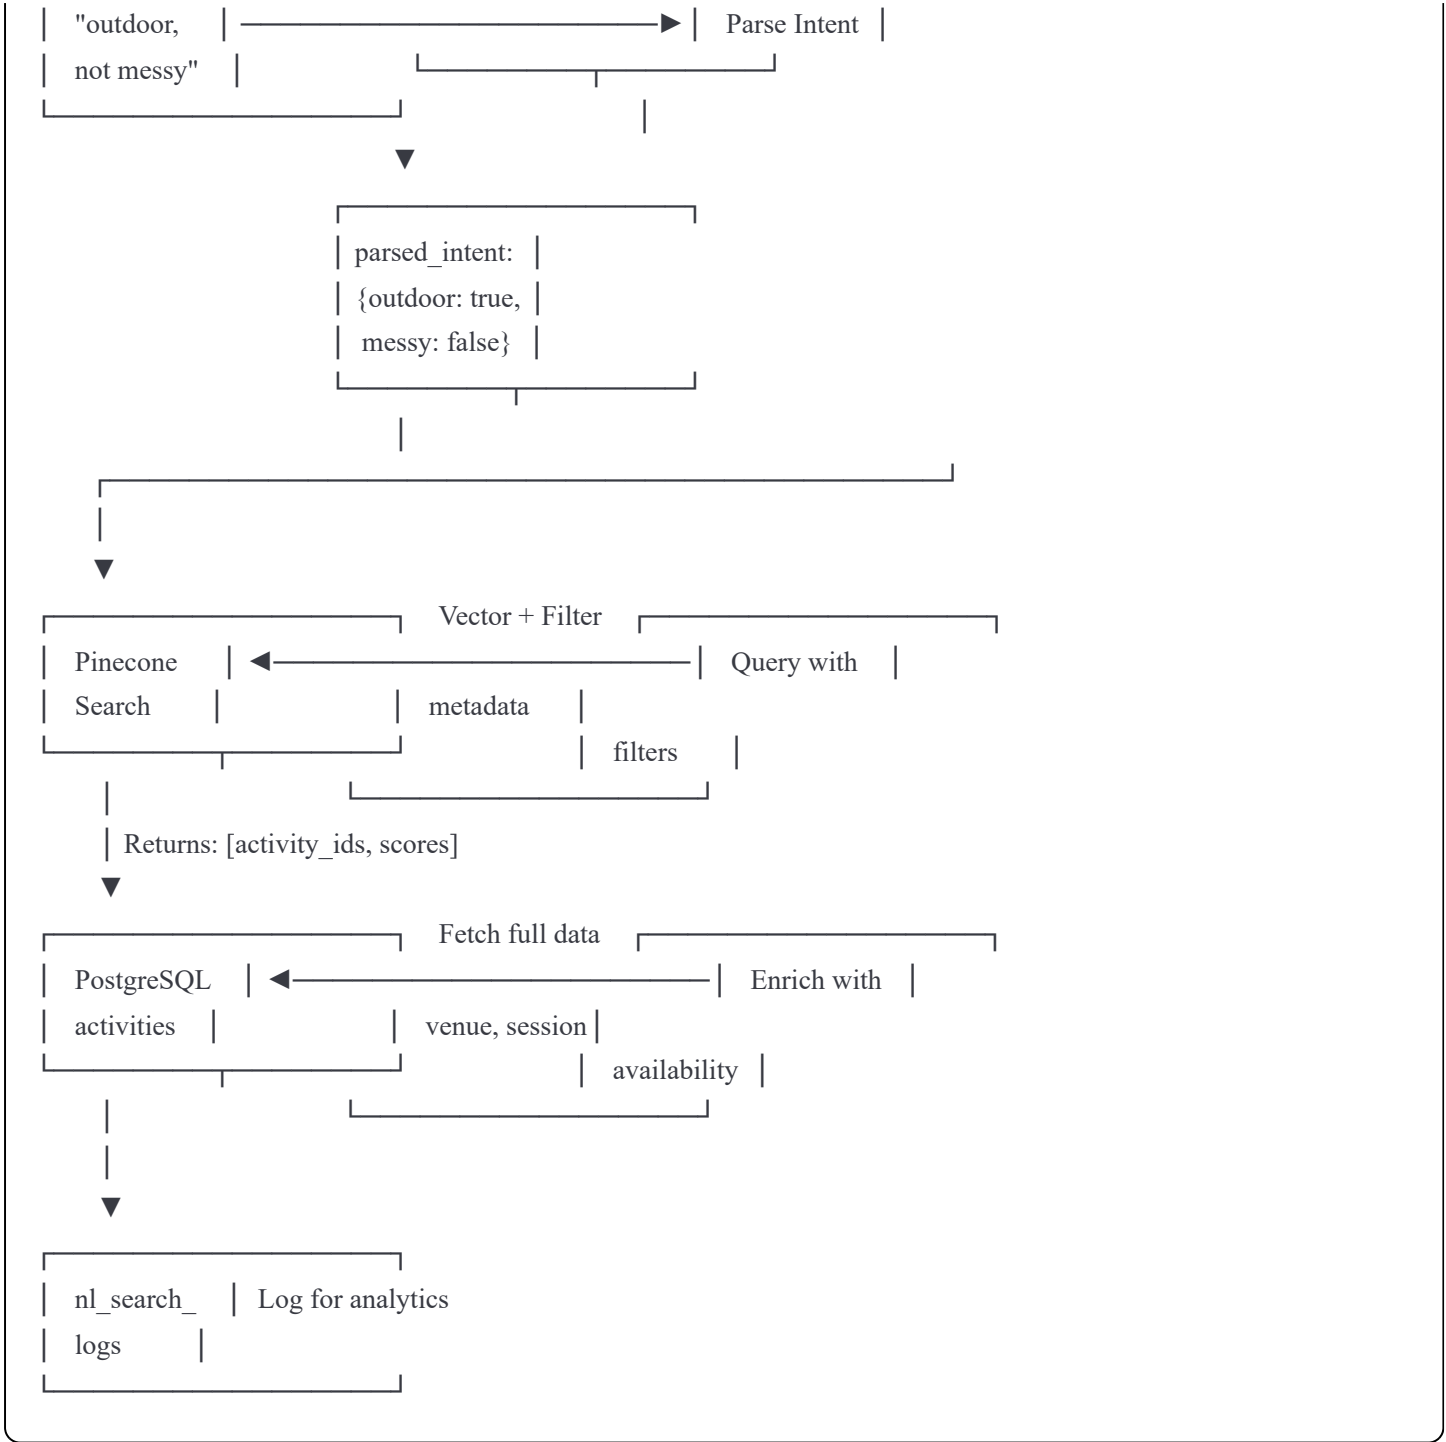 "outdoor, Parse Intent
not messy"
parsed_intent:
{outdoor: true,
messy: false}
Vector + Filter
Pinecone Query with
Search metadata
filters
Returns: [activity_ids, scores]
Fetch full data
PostgreSQL Enrich with
activities venue, session
availability
nl_search_ Log for analytics
logs